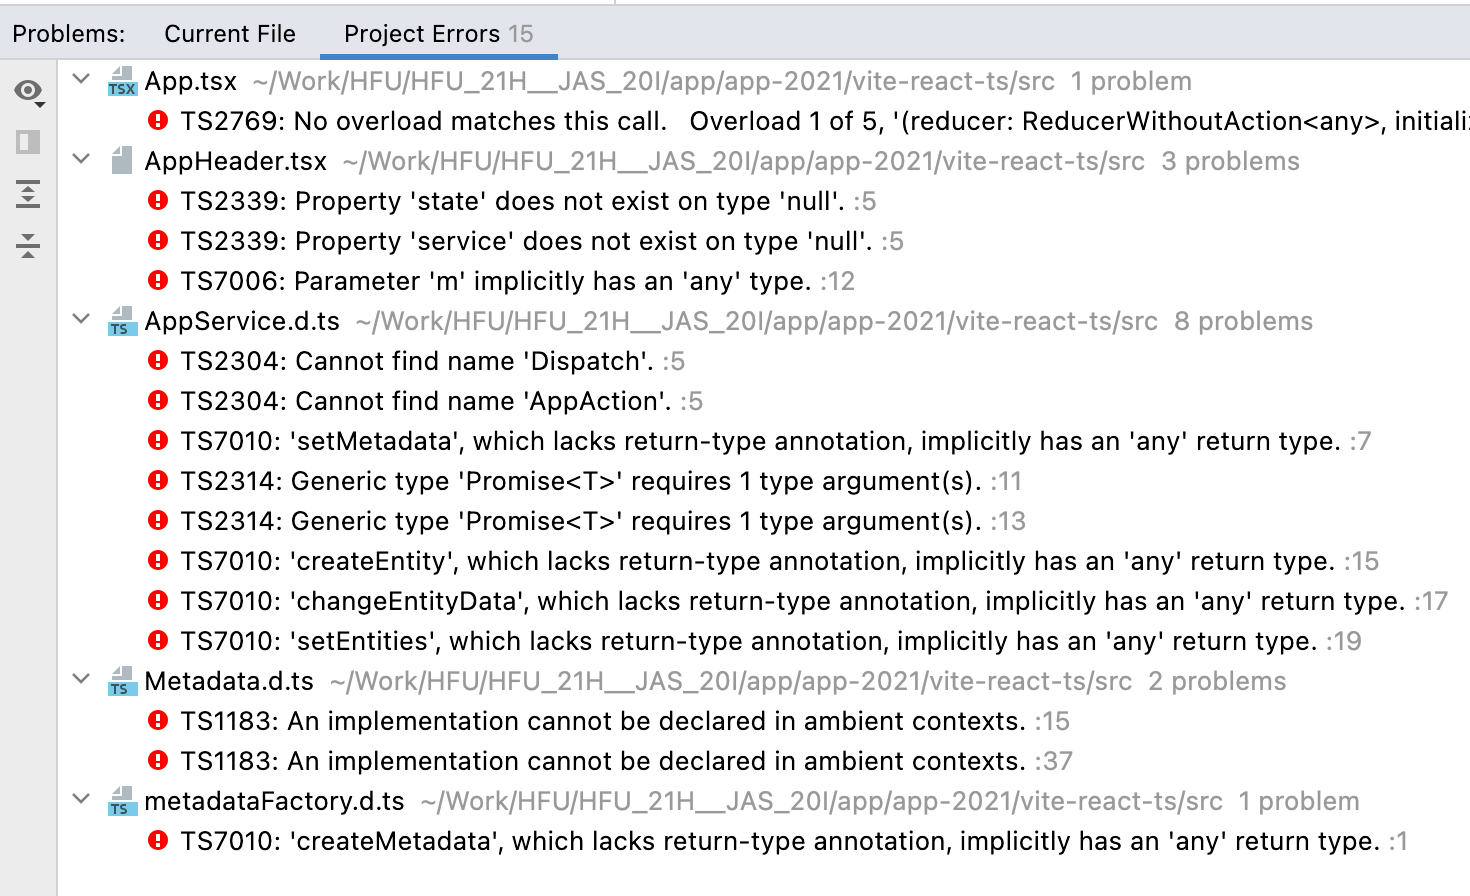 Problems: Current File Project Errors 15
TSX App.tsx ~/Work/HFU/HFU_21H__JAS_20I/app/app-2021/vite-react-ts/src 1 problem
TS2769: No overload matches this call. Overload 1 of 5, '(reducer: ReducerWithoutAction<any>, initiali
AppHeader.tsx ~/Work/HFU/HFU_21H__JAS_20I/app/app-2021/vite-react-ts/src 3 problems
TS2339: Property 'state' does not exist on type 'null'. :5
TS2339: Property 'service' does not exist on type 'null'. :5
TS7006: Parameter 'm' implicitly has an 'any' type. :12
TS AppService.d.ts ~/Work/HFU/HFU_21H__JAS_20I/app/app-2021/vite-react-ts/src 8 problems
TS2304: Cannot find name 'Dispatch'. :5
TS2304: Cannot find name 'AppAction'. :5
TS7010: 'setMetadata', which lacks return-type annotation, implicitly has an 'any' return type. :7
TS2314: Generic type 'Promise<T>' requires 1 type argument(s). :11
TS2314: Generic type 'Promise<T>' requires 1 type argument(s). :13
TS7010: 'createEntity', which lacks return-type annotation, implicitly has an 'any' return type. :15
TS7010: 'changeEntityData', which lacks return-type annotation, implicitly has an 'any' return type. :17
TS7010: 'setEntities', which lacks return-type annotation, implicitly has an 'any' return type. :19
TS Metadata.d.ts ~/Work/HFU/HFU_21H__JAS_20I/app/app-2021/vite-react-ts/src 2 problems
TS1183: An implementation cannot be declared in ambient contexts. :15
TS1183: An implementation cannot be declared in ambient contexts. :37
TS metadataFactory.d.ts ~/Work/HFU/HFU_21H__JAS_20I/app/app-2021/vite-react-ts/src 1 problem
TS7010: 'createMetadata', which lacks return-type annotation, implicitly has an 'any' return type. :1